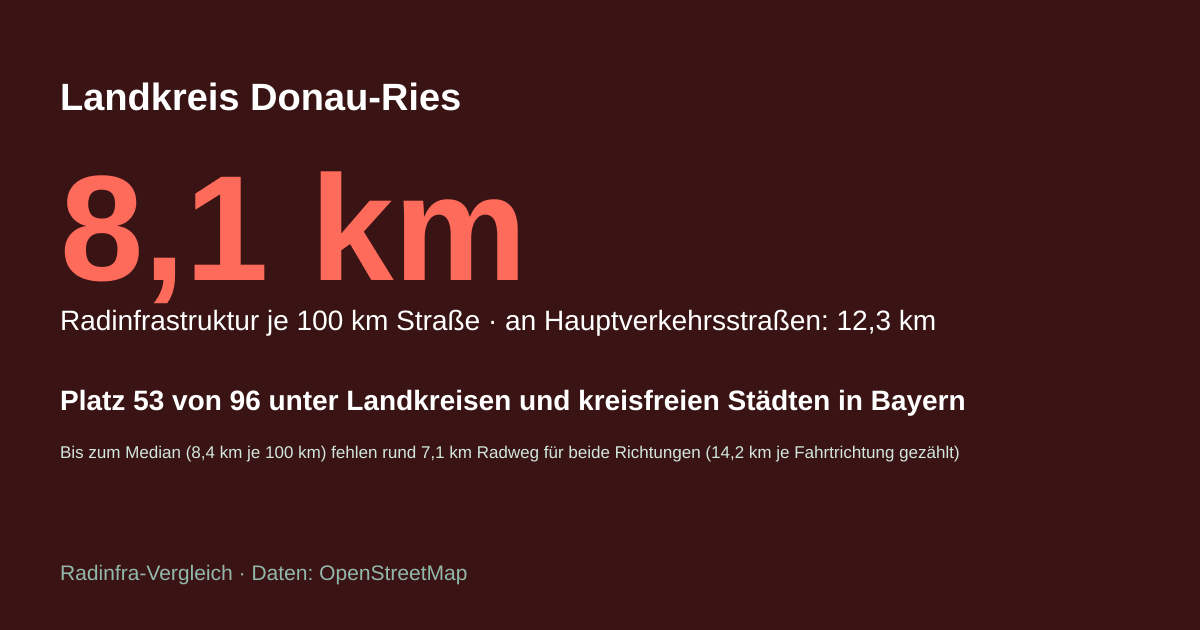 Landkreis Donau-Ries
8,1 km
Radinfrastruktur je 100 km Straße · an Hauptverkehrsstraßen: 12,3 km
Platz 53 von 96 unter Landkreisen und kreisfreien Städten in Bayern
Bis zum Median (8,4 km je 100 km) fehlen rund 7,1 km Radweg für beide Richtungen (14,2 km je Fahrtrichtung gezählt)
Radinfra-Vergleich · Daten: OpenStreetMap